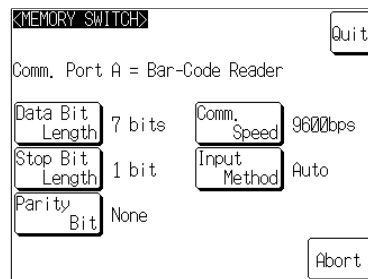 <MEMORY SWITCH>
Quit
Comm. Port A = Bar-Code Reader
Data Bit Length 7 bits Comm. Speed 9600bps
Stop Bit Length 1 bit Input Method Auto
Parity Bit None
Abort